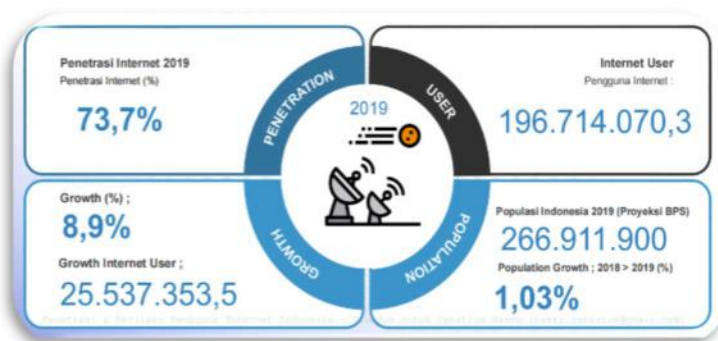 Penetrasi Internet 2019
Penetrasi Internet (%)
73,7%
PENETRATION
2019
USER
Internet User
Pengguna Internet :
196.714.070,3
Growth (%) ;
8,9%
Growth Internet User ;
25.537.353,5
GROWTH
POPULATION
Populasi Indonesia 2019 (Proyeksi BPS)
266.911.900
Population Growth ; 2018 > 2019 (%)
1,03%